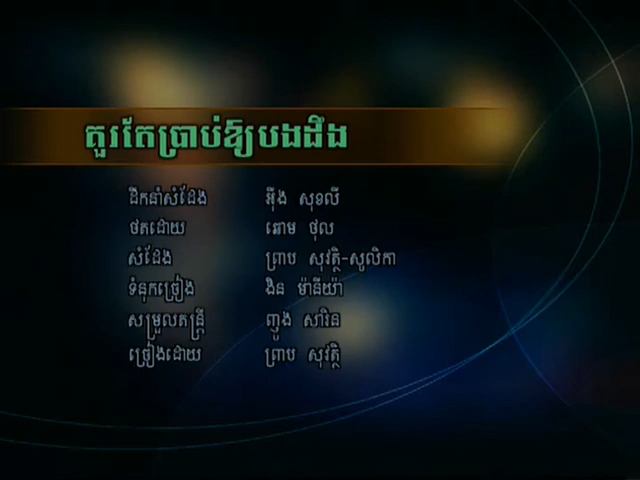 គួរតែប្រាប់ឱ្យបងដឹង
ដឹកនាំសំដែង អ៊ឹង សុខលី
ថតដោយ ឆោម ថុល
សំដែង ព្រាប សុវត្ថិ-សូលិកា
ទំនុកច្រៀង ងិន ម៉ានីយ៉ា
សម្រួលតន្ត្រី ញូង សារិន
ច្រៀងដោយ ព្រាប សុវត្ថិ